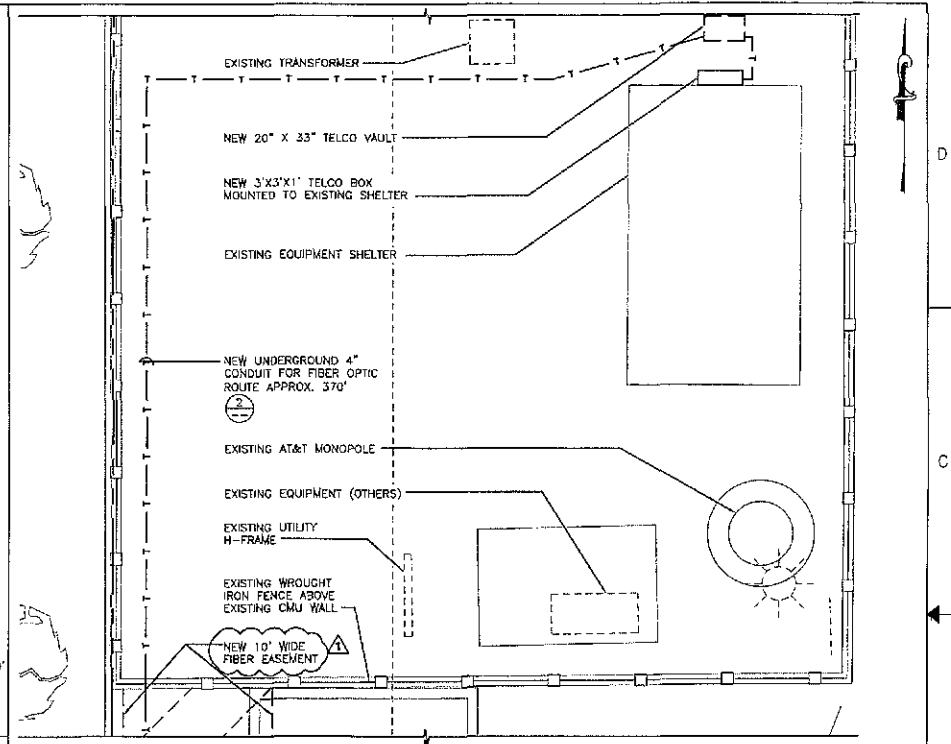 EXISTING TRANSFORMER
NEW 20" X 33" TELCO VAULT
NEW 3'X3'X1' TELCO BOX
MOUNTED TO EXISTING SHELTER
EXISTING EQUIPMENT SHELTER
NEW UNDERGROUND 4"
CONDUIT FOR FIBER OPTIC
ROUTE APPROX. 370'
2
EXISTING AT&T MONOPOLE
EXISTING EQUIPMENT (OTHERS)
EXISTING UTILITY
H-FRAME
EXISTING WROUGHT
IRON FENCE ABOVE
EXISTING CMU WALL
NEW 10' WIDE
FIBER EASEMENT
1
D
C